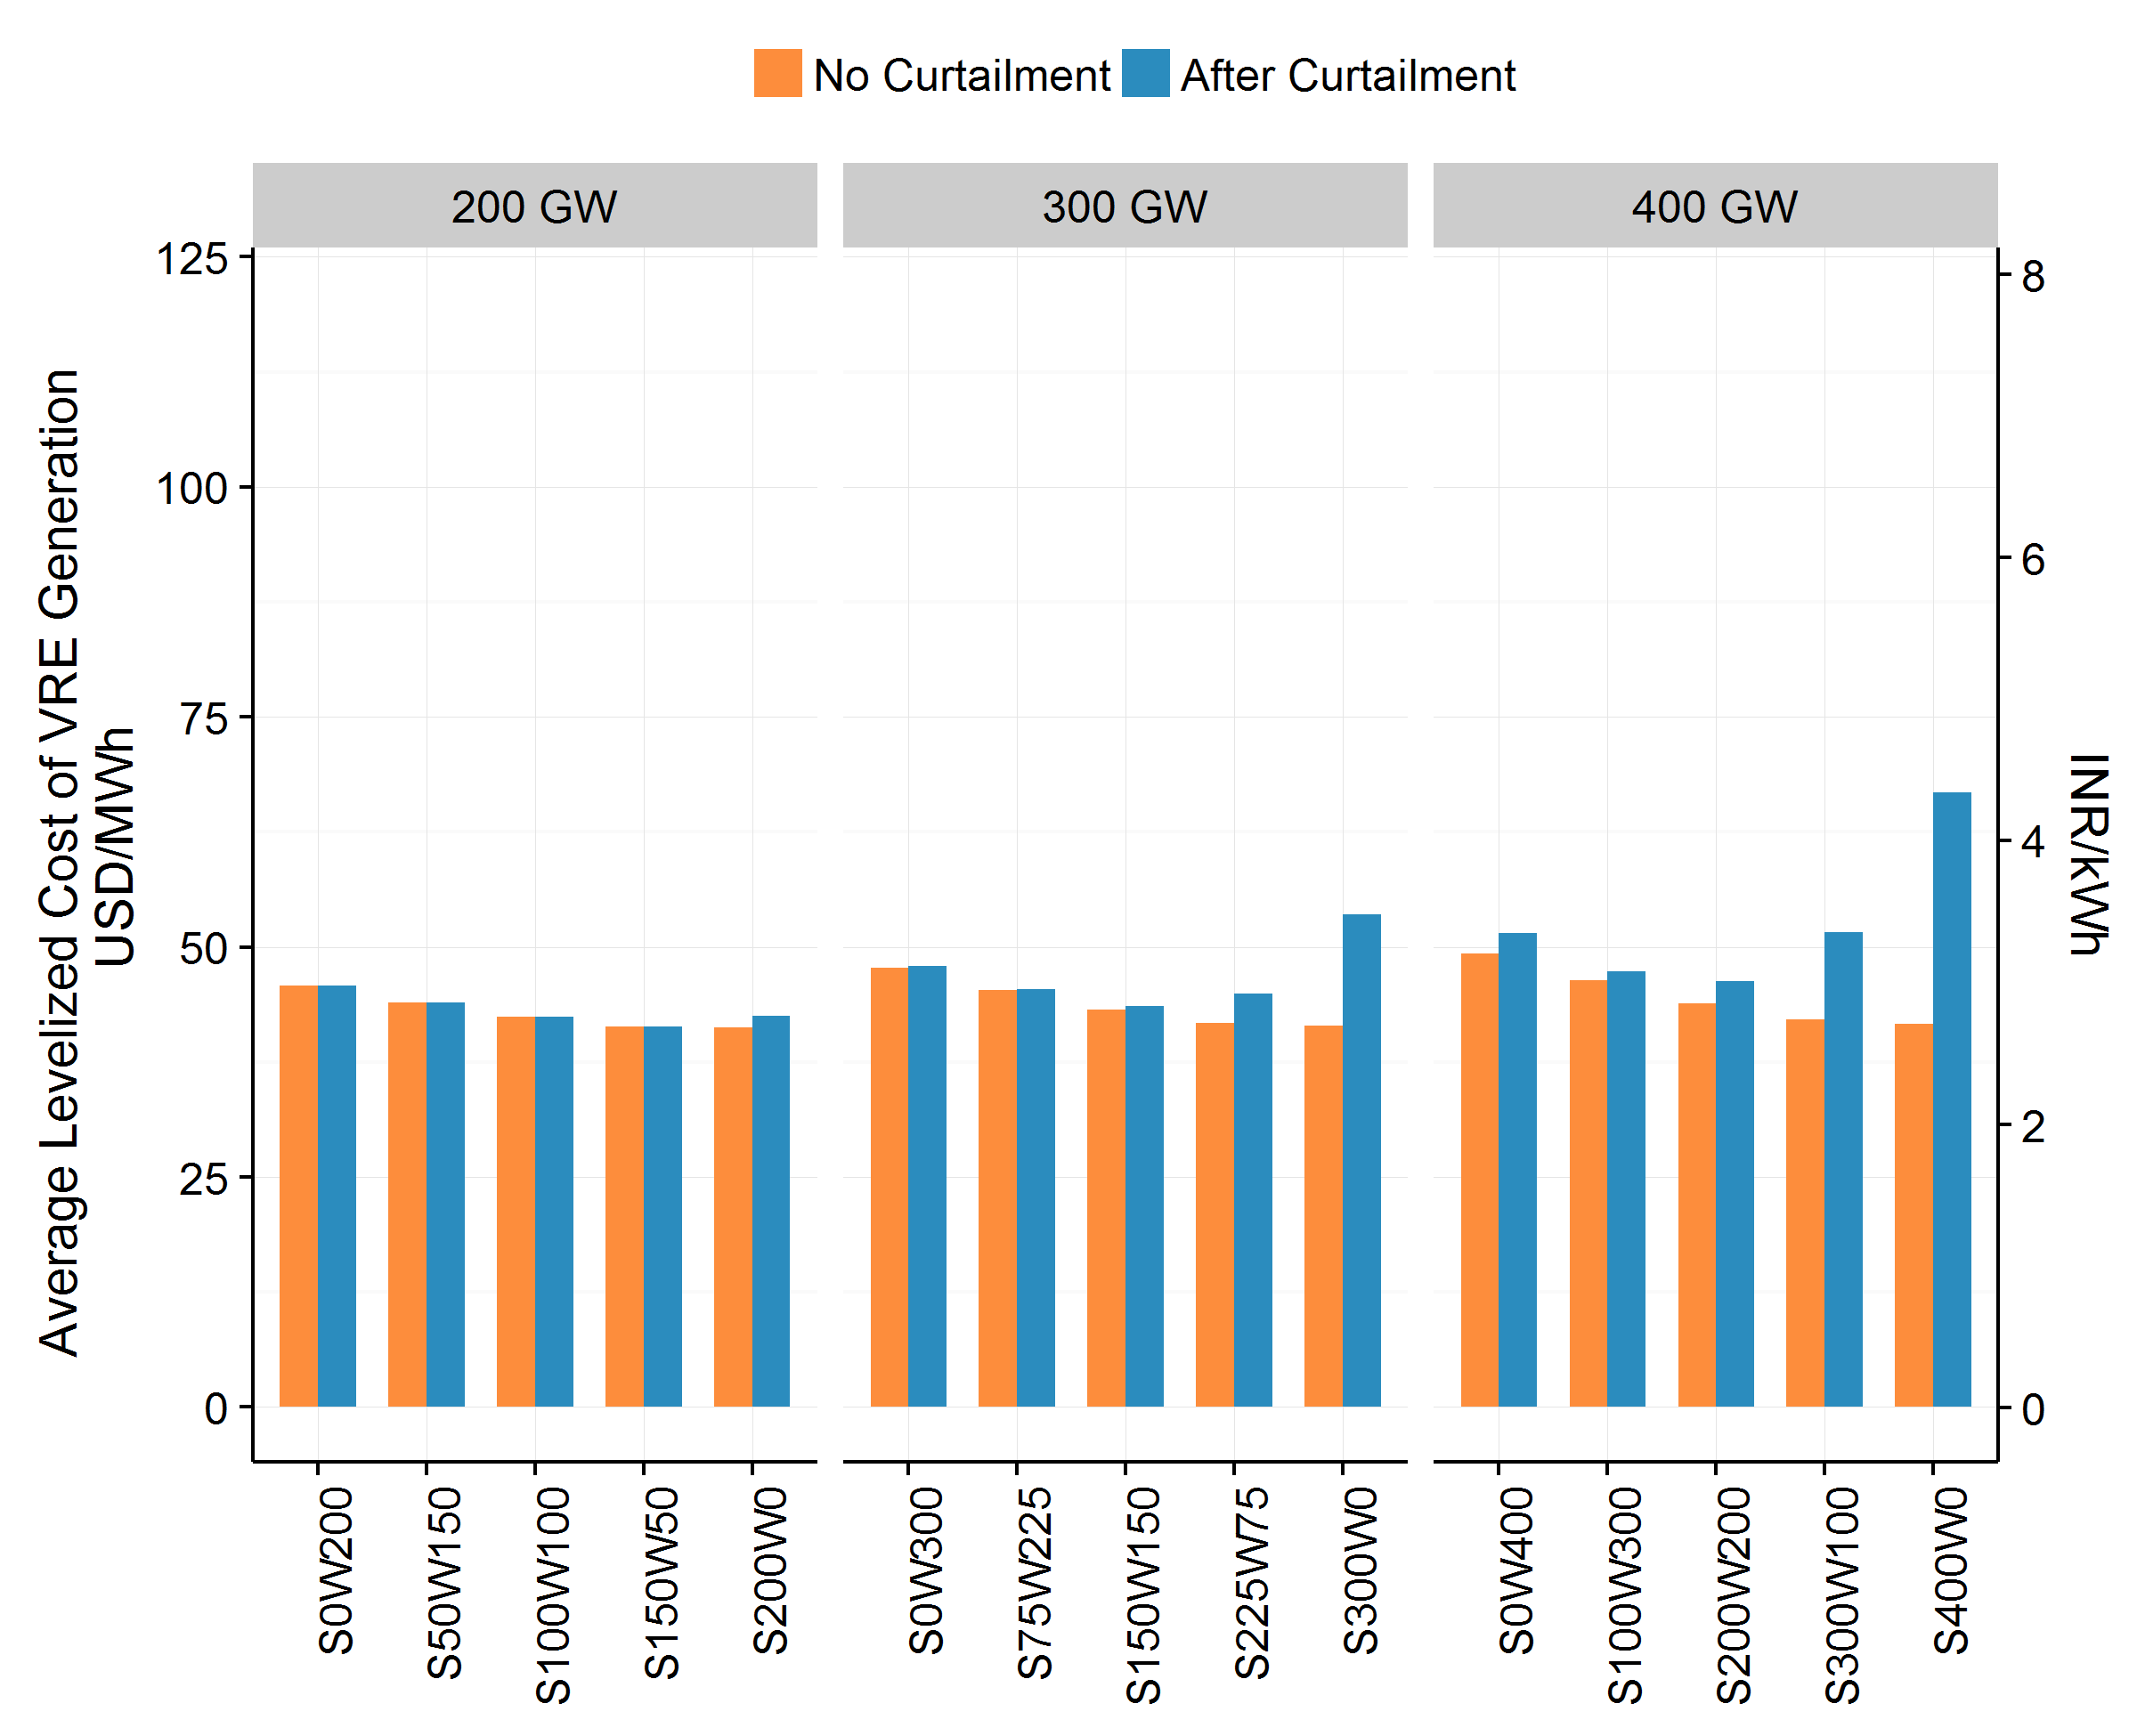 No Curtailment After Curtailment
200 GW 300 GW 400 GW
Average Levelized Cost of VRE Generation
USD/MWh
125
100
75
50
25
0
8
6
4
2
0
INR/kWh
S0W200
S50W150
S100W100
S150W50
S200W0
S0W300
S75W225
S150W150
S225W75
S300W0
S0W400
S100W300
S200W200
S300W100
S400W0